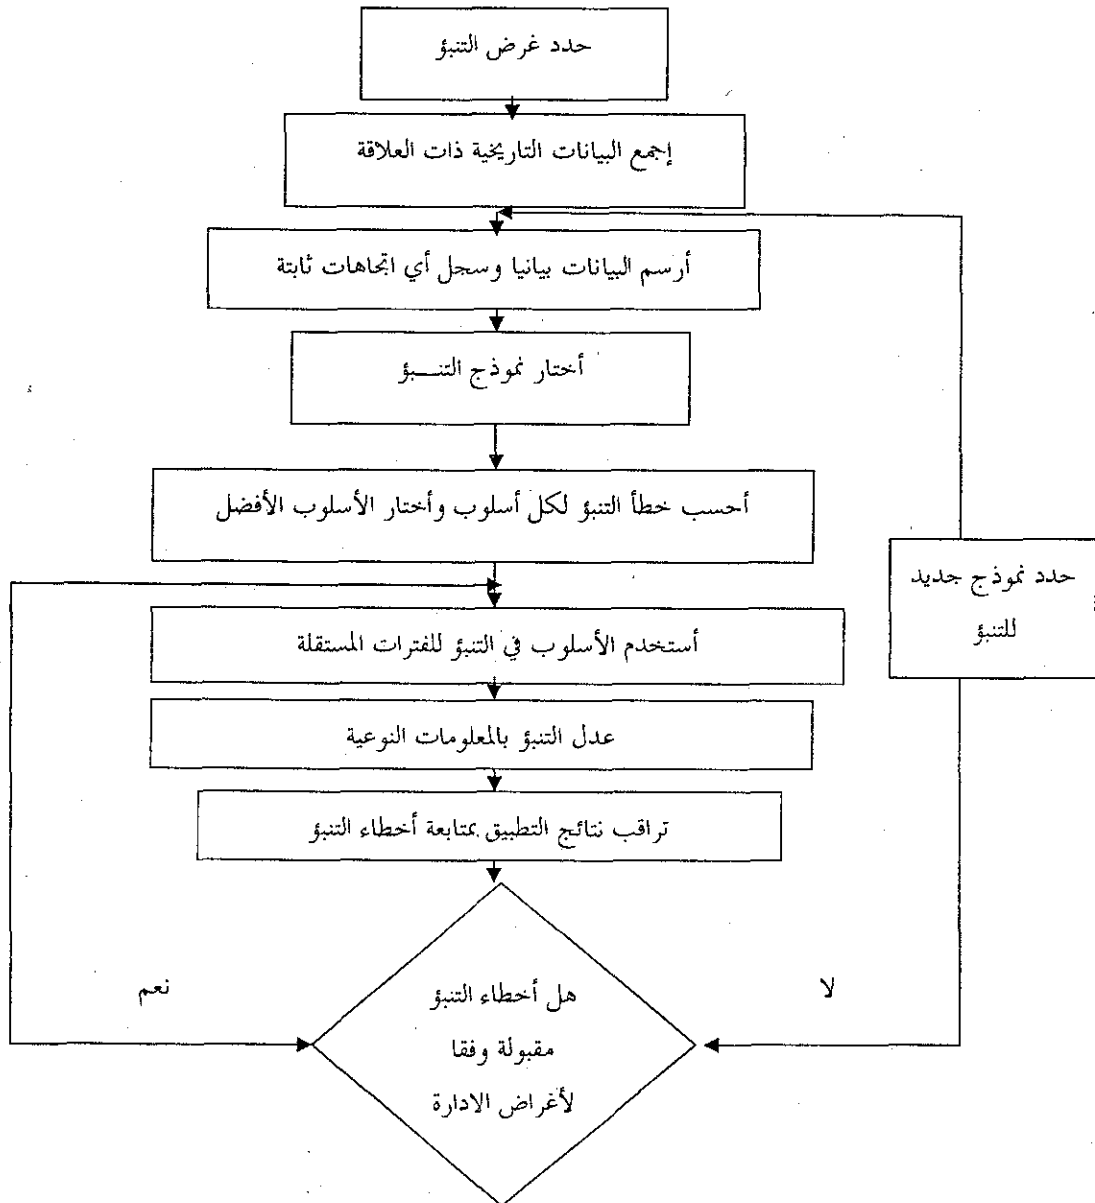 حدد غرض التنبؤ
إجمع البيانات التاريخية ذات العلاقة
أرسم البيانات بيانيا وسجل أي اتجاهات ثابتة
أختار نموذج التنـــبؤ
أحسب خطأ التنبؤ لكل أسلوب وأختار الأسلوب الأفضل
حدد نموذج جديد
للتنبؤ
أستخدم الأسلوب في التنبؤ للفترات المستقلة
عدل التنبؤ بالمعلومات النوعية
تراقب نتائج التطبيق بمتابعة أخطاء التنبؤ
لا
نعم
هل أخطاء التنبؤ
مقبولة وفقا
لأغراض الادارة